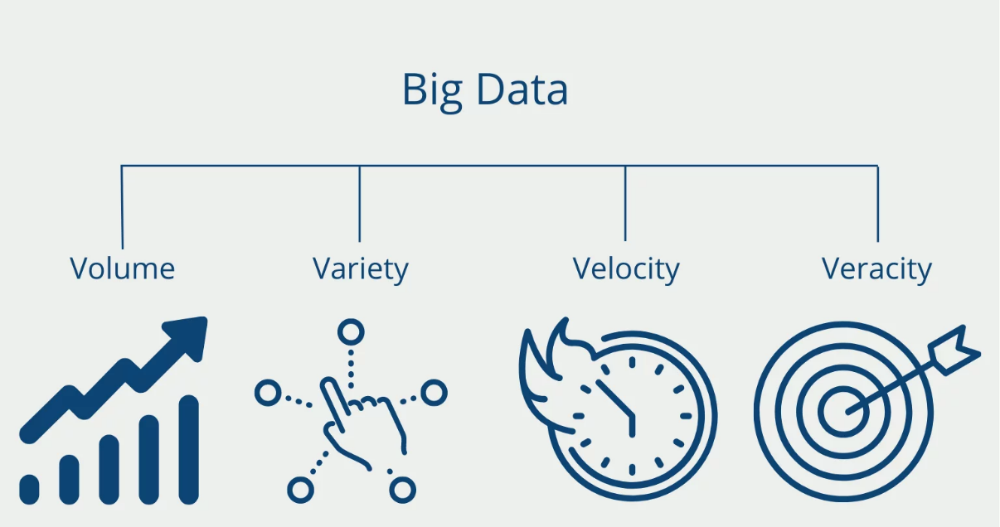 Big Data
Volume
Variety
Velocity
Veracity